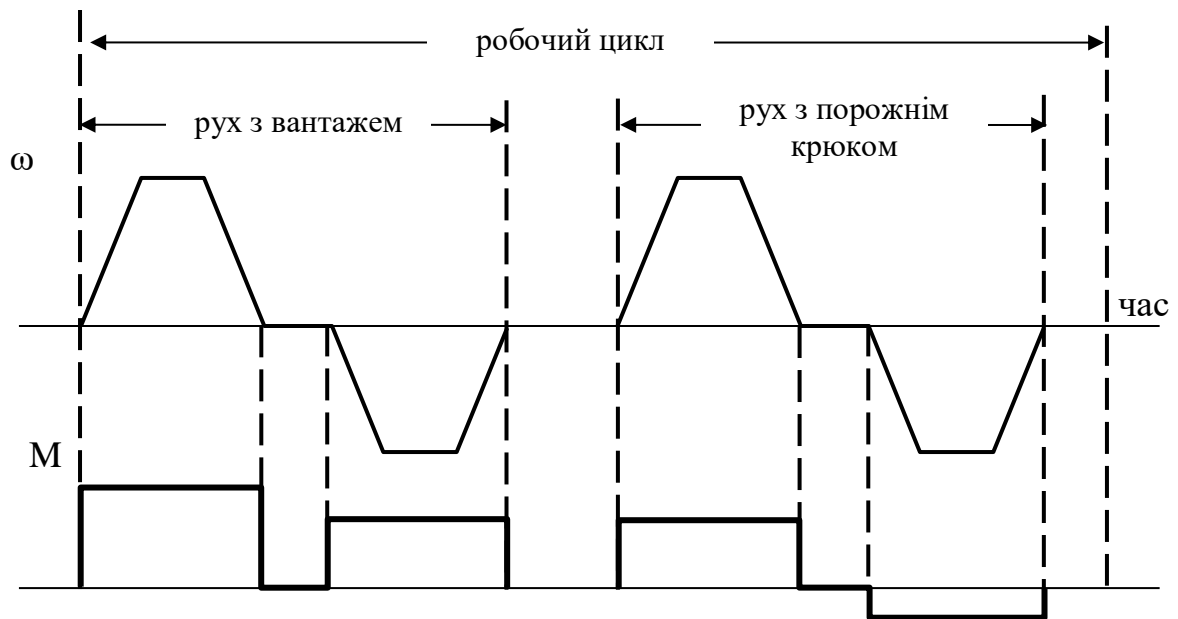 робочий цикл
рух з вантажем
рух з порожнім
крюком
ω
час
М